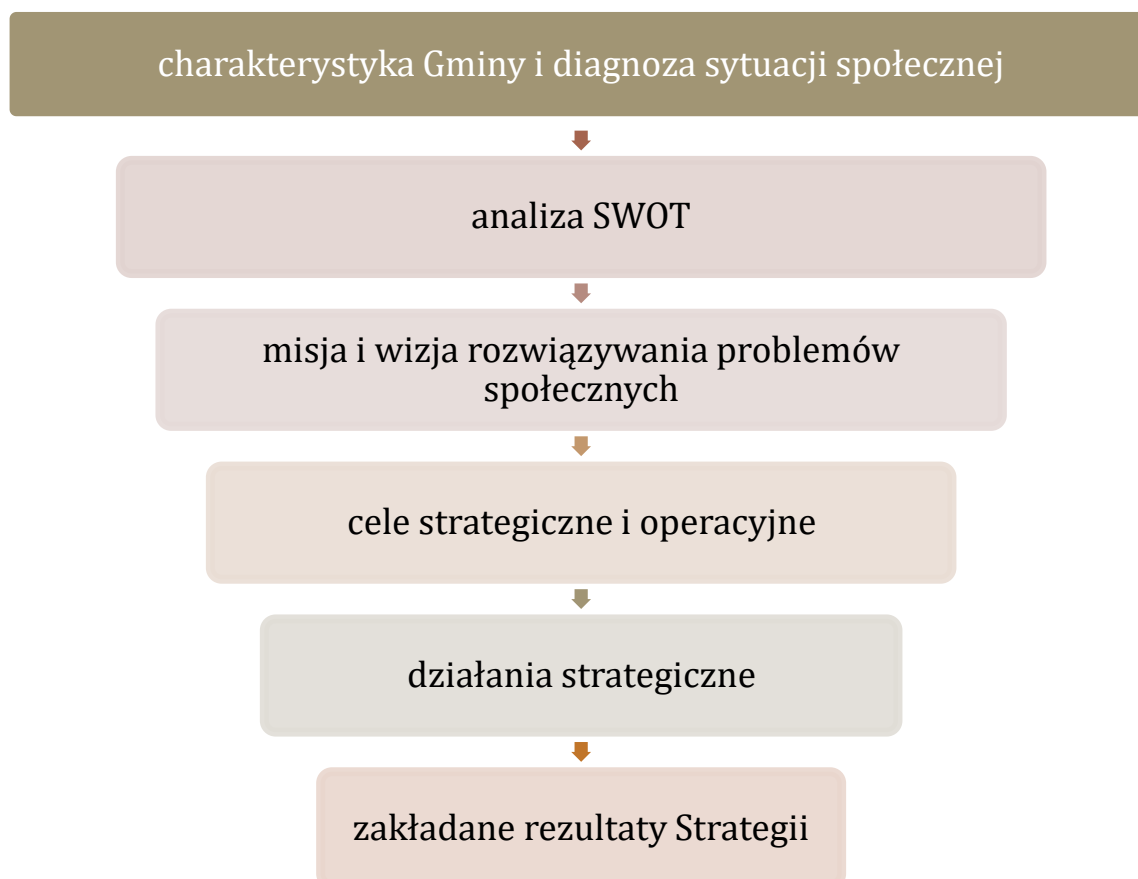 charakterystyka Gminy i diagnoza sytuacji społecznej
analiza SWOT
misja i wizja rozwiązywania problemów
społecznych
cele strategiczne i operacyjne
działania strategiczne
zakładane rezultaty Strategii